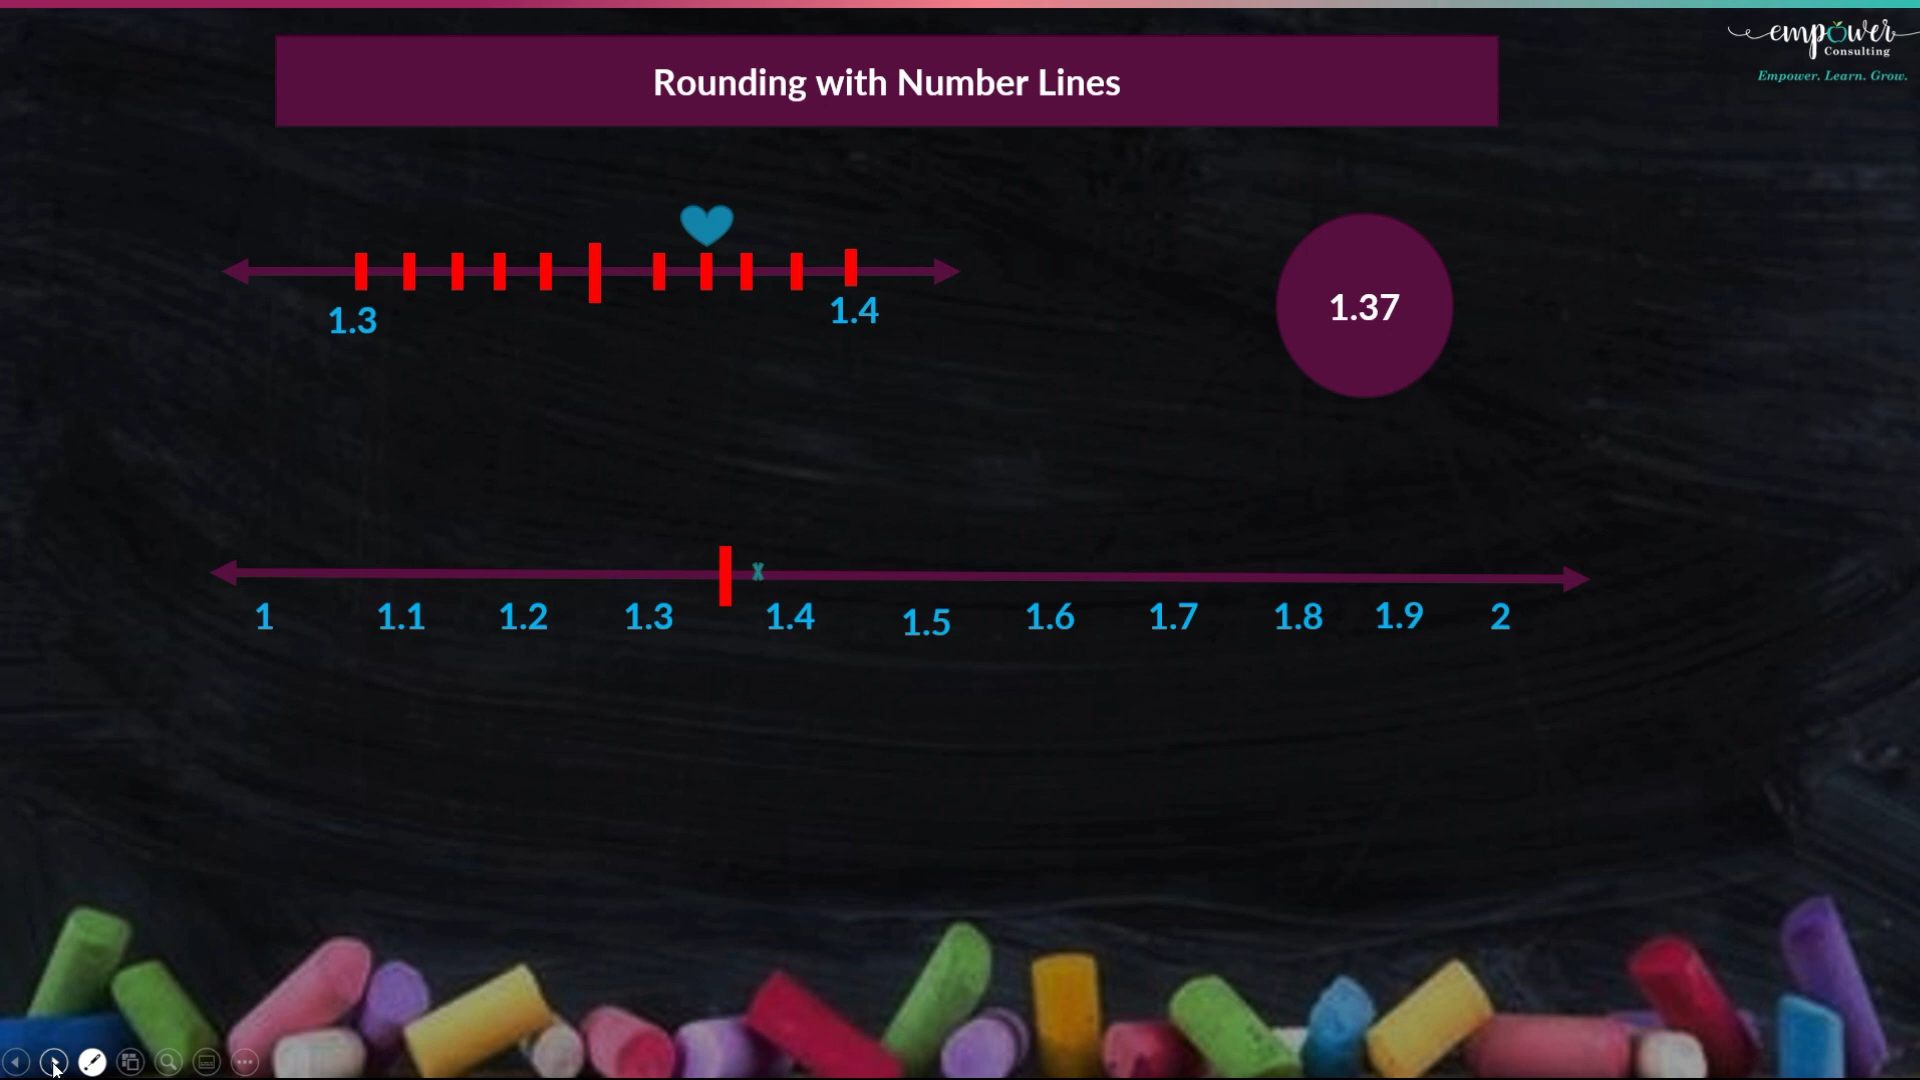 empower
Consulting
Empower. Learn. Grow.
Rounding with Number Lines
1.3
1.4
1.37
x
1 1.1 1.2 1.3 1.4 1.5 1.6 1.7 1.8 1.9 2